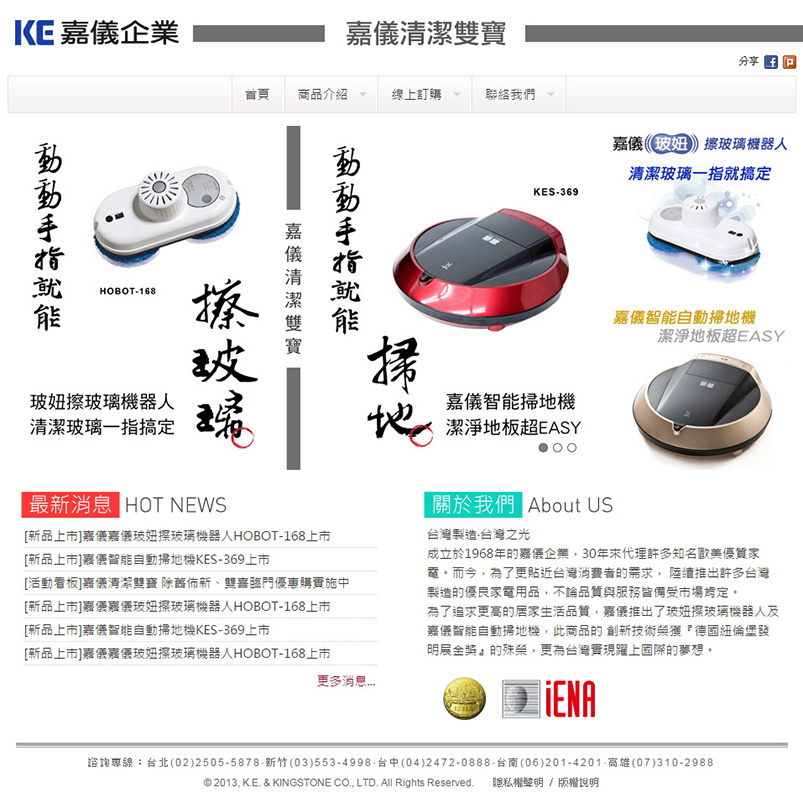 KE 嘉儀企業
嘉儀清潔雙寶
分享
首頁
商品介紹
線上訂購
聯絡我們
動動手指就能
HOBOT-168
擦玻璃
玻妞擦玻璃機器人
清潔玻璃一指搞定
嘉儀清潔雙寶
動動手指就能
KES-369
掃地
嘉儀智能掃地機
潔淨地板超EASY
嘉儀((玻妞))擦玻璃機器人
清潔玻璃一指就搞定
嘉儀智能自動掃地機
潔淨地板超EASY
最新消息 HOT NEWS
[新品上市]嘉儀嘉儀玻妞擦玻璃機器人HOBOT-168上市
[新品上市]嘉儀智能自動掃地機KES-369上市
[活動看板]嘉儀清潔雙寶 除舊佈新、雙喜臨門優惠購實施中
[新品上市]嘉儀嘉儀玻妞擦玻璃機器人HOBOT-168上市
[新品上市]嘉儀智能自動掃地機KES-369上市
[新品上市]嘉儀嘉儀玻妞擦玻璃機器人HOBOT-168上市
更多消息...
關於我們 About US
台灣製造·台灣之光
成立於1968年的嘉儀企業，30年來代理許多知名歐美優質家
電。而今，為了更貼近台灣消費者的需求， 陸續推出許多台灣
製造的優良家電用品，不論品質與服務皆備受市場肯定。
為了追求更高的居家生活品質，嘉儀推出了玻妞擦玻璃機器人及
嘉儀智能自動掃地機，此商品的 創新技術榮獲『德國紐倫堡發
明展金獎』的殊榮，更為台灣實現躍上國際的夢想。
iENA
諮詢專線：台北(02)2505-5878·新竹(03)553-4998·台中(04)2472-0888·台南(06)201-4201·高雄(07)310-2988
© 2013, K.E. & KINGSTONE CO., LTD. All Rights Reserved. 隱私權聲明 / 版權說明